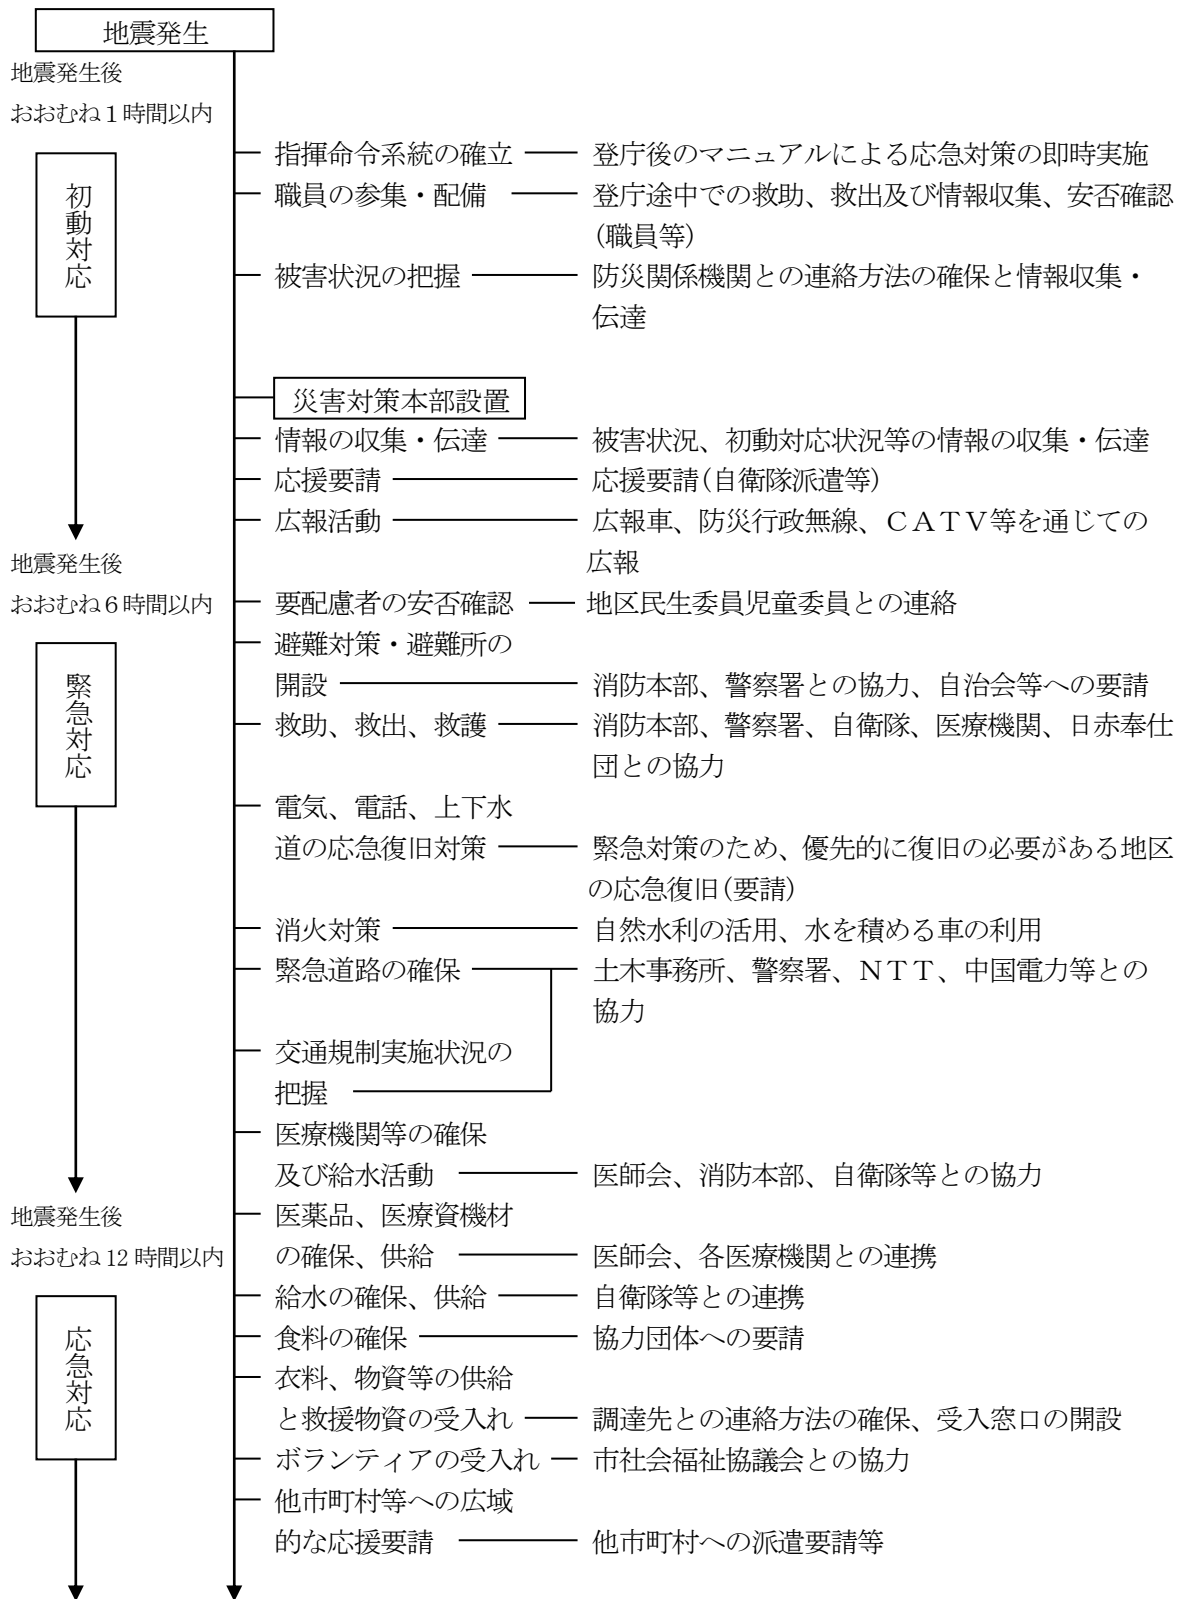 地震発生
地震発生後
おおむね１時間以内
初動対応
指揮命令系統の確立 登庁後のマニュアルによる応急対策の即時実施
職員の参集・配備 登庁途中での救助、救出及び情報収集、安否確認
(職員等)
被害状況の把握 防災関係機関との連絡方法の確保と情報収集・
伝達
災害対策本部設置
情報の収集・伝達 被害状況、初動対応状況等の情報の収集・伝達
応援要請 応援要請(自衛隊派遣等)
広報活動 広報車、防災行政無線、ＣＡＴＶ等を通じての
広報
地震発生後
おおむね６時間以内
緊急対応
要配慮者の安否確認 地区民生委員児童委員との連絡
避難対策・避難所の
開設 消防本部、警察署との協力、自治会等への要請
救助、救出、救護 消防本部、警察署、自衛隊、医療機関、日赤奉仕
団との協力
電気、電話、上下水
道の応急復旧対策 緊急対策のため、優先的に復旧の必要がある地区
の応急復旧(要請)
消火対策 自然水利の活用、水を積める車の利用
緊急道路の確保 土木事務所、警察署、ＮＴＴ、中国電力等との
協力
交通規制実施状況の
把握
医療機関等の確保
及び給水活動 医師会、消防本部、自衛隊等との協力
地震発生後
おおむね 12 時間以内
応急対応
医薬品、医療資機材
の確保、供給 医師会、各医療機関との連携
給水の確保、供給 自衛隊等との連携
食料の確保 協力団体への要請
衣料、物資等の供給
と救援物資の受入れ 調達先との連絡方法の確保、受入窓口の開設
ボランティアの受入れ 市社会福祉協議会との協力
他市町村等への広域
的な応援要請 他市町村への派遣要請等